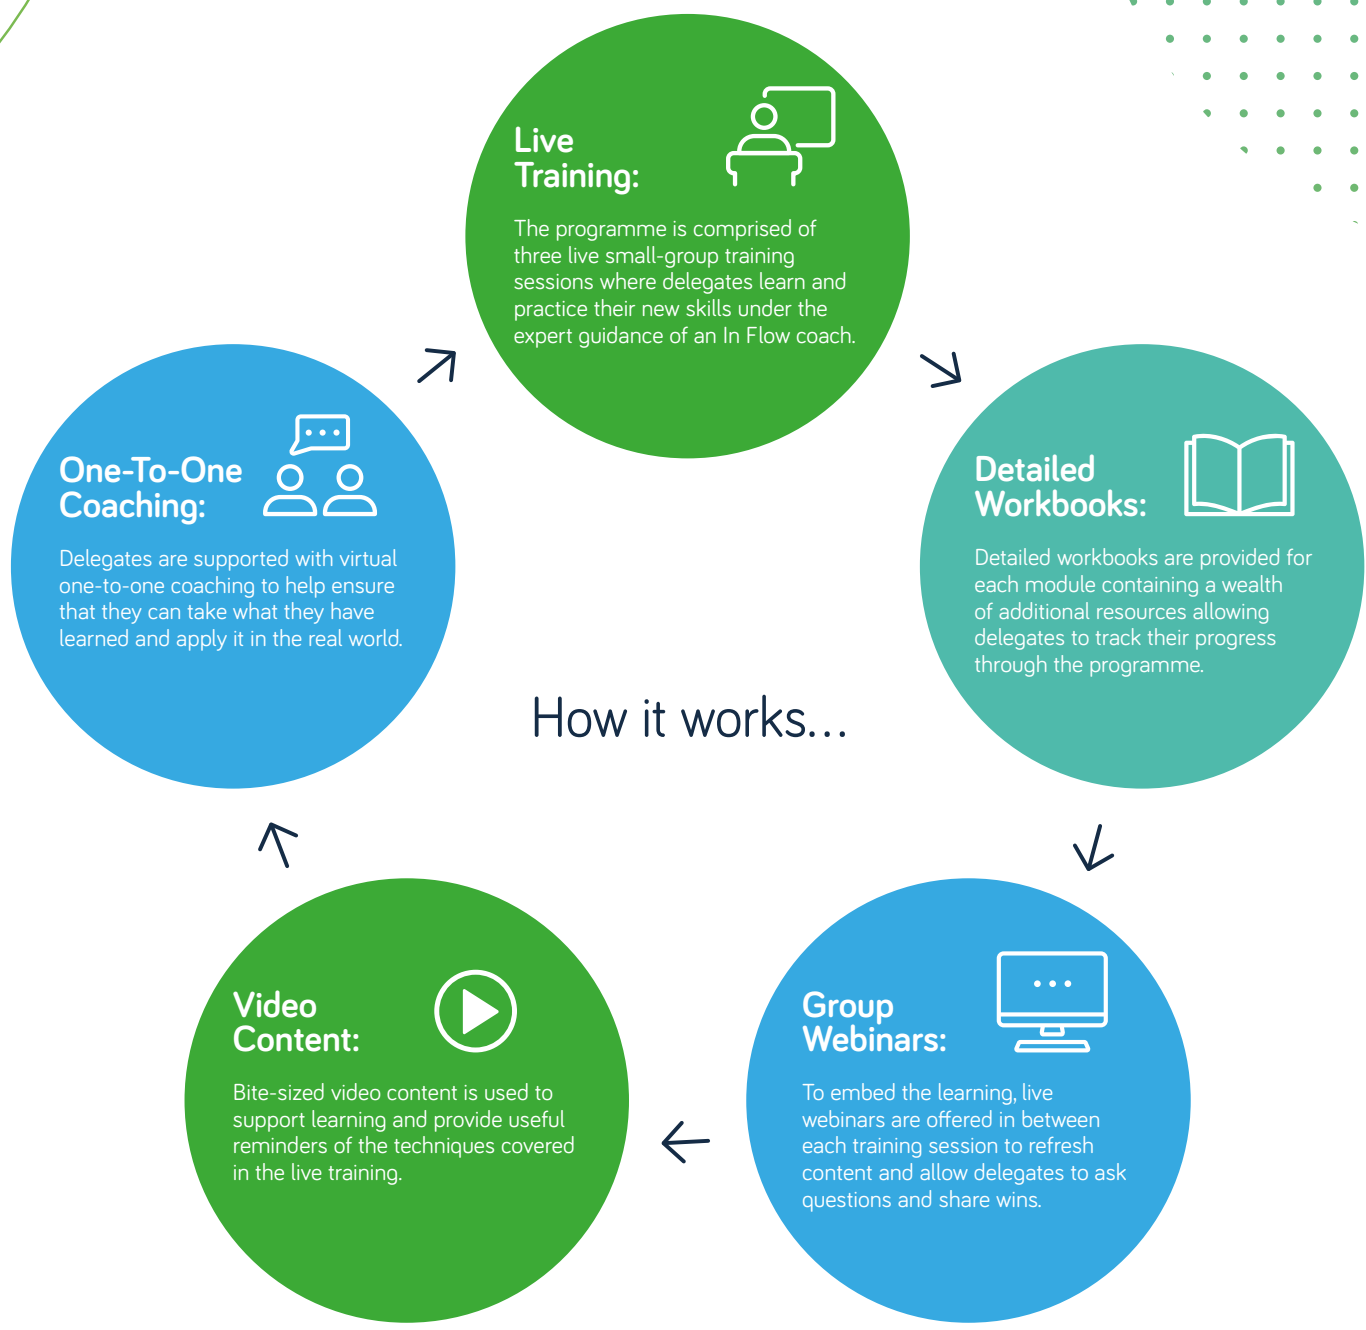 Live
Training:
The programme is comprised of
three live small-group training
sessions where delegates learn and
practice their new skills under the
expert guidance of an In Flow coach.
Detailed
Workbooks:
Detailed workbooks are provided for
each module containing a wealth
of additional resources allowing
delegates to track their progress
through the programme.
Group
Webinars:
To embed the learning, live
webinars are offered in between
each training session to refresh
content and allow delegates to ask
questions and share wins.
Video
Content:
Bite-sized video content is used to
support learning and provide useful
reminders of the techniques covered
in the live training.
One-To-One
Coaching:
Delegates are supported with virtual
one-to-one coaching to help ensure
that they can take what they have
learned and apply it in the real world.
How it works...